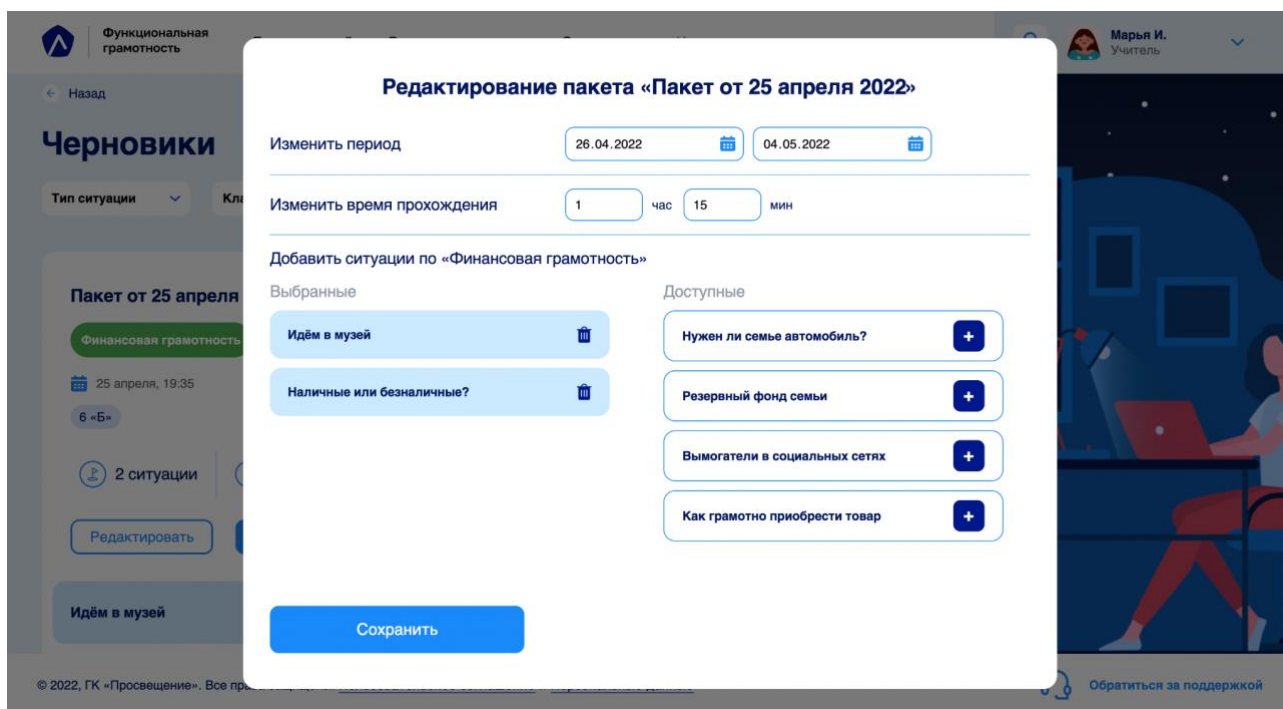 Функциональная
грамотность
Марья И.
Учитель
Назад
Черновики
Тип ситуации
Редактирование пакета «Пакет от 25 апреля 2022»
Изменить период
26.04.2022
04.05.2022
Изменить время прохождения
1 час 15 мин
Добавить ситуации по «Финансовая грамотность»
Выбранные
Доступные
Идём в музей
Наличные или безналичные?
Нужен ли семье автомобиль?
Резервный фонд семьи
Вымогатели в социальных сетях
Как грамотно приобрести товар
Сохранить
Пакет от 25 апреля
Финансовая грамотность
25 апреля, 19:35
6 «Б»
2 ситуации
Редактировать
Идём в музей
© 2022, ГК «Просвещение». Все
Обратиться за поддержкой